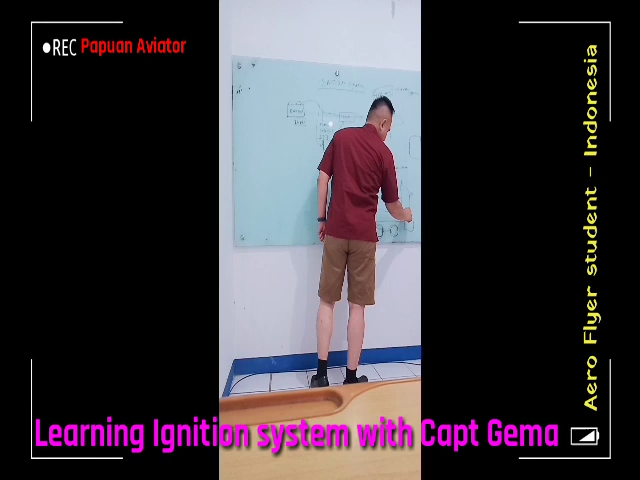 REC Papuan Aviator
Aero Flyer student - Indonesia
Learning Ignition system with Capt Gema